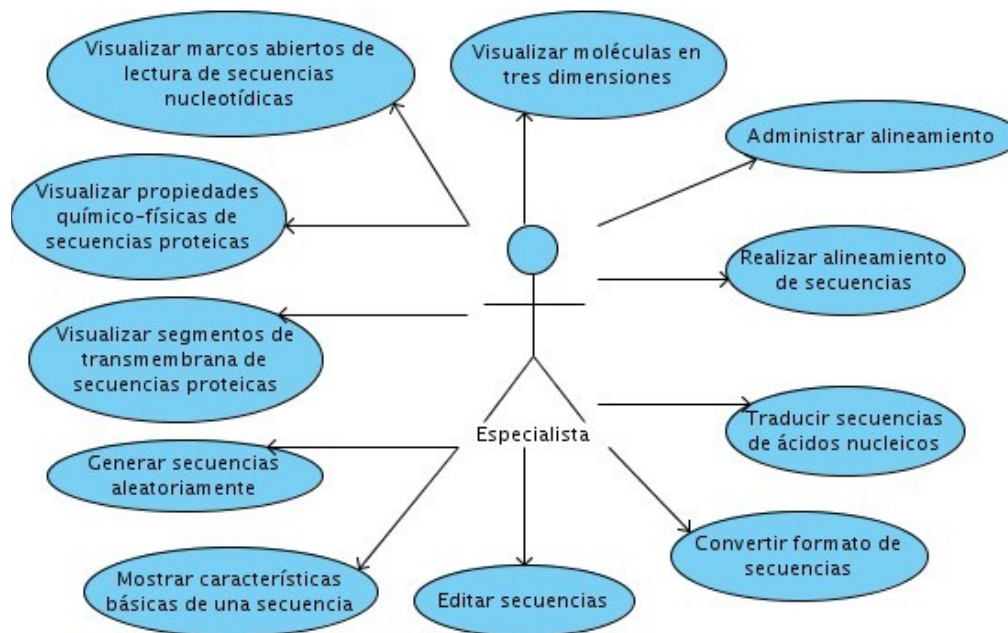 Visualizar marcos abiertos de
lectura de secuencias
nucleotídicas
Visualizar moléculas en
tres dimensiones
Administrar alineamiento
Visualizar propiedades
químico-físicas de
secuencias proteicas
Realizar alineamiento
de secuencias
Visualizar segmentos de
transmembrana de
secuencias proteicas
Traducir secuencias
de ácidos nucleicos
Especialista
Generar secuencias
aleatoriamente
Convertir formato de
secuencias
Mostrar características
básicas de una secuencia
Editar secuencias